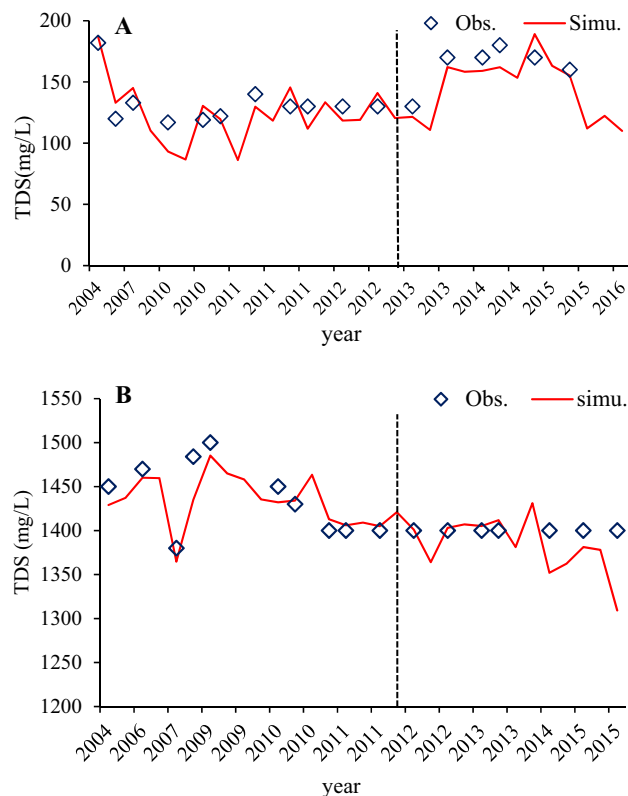 A
Obs. Simu.
200
150
100
50
0
TDS(mg/L)
2004 2007 2010 2010 2011 2011 2011 2012 2012 2013 2013 2014 2014 2015 2015 2016
year
B
Obs. simu.
1550
1500
1450
1400
1350
1300
1250
1200
TDS (mg/L)
2004 2006 2007 2009 2009 2010 2010 2011 2011 2012 2012 2013 2013 2014 2015 2015
year